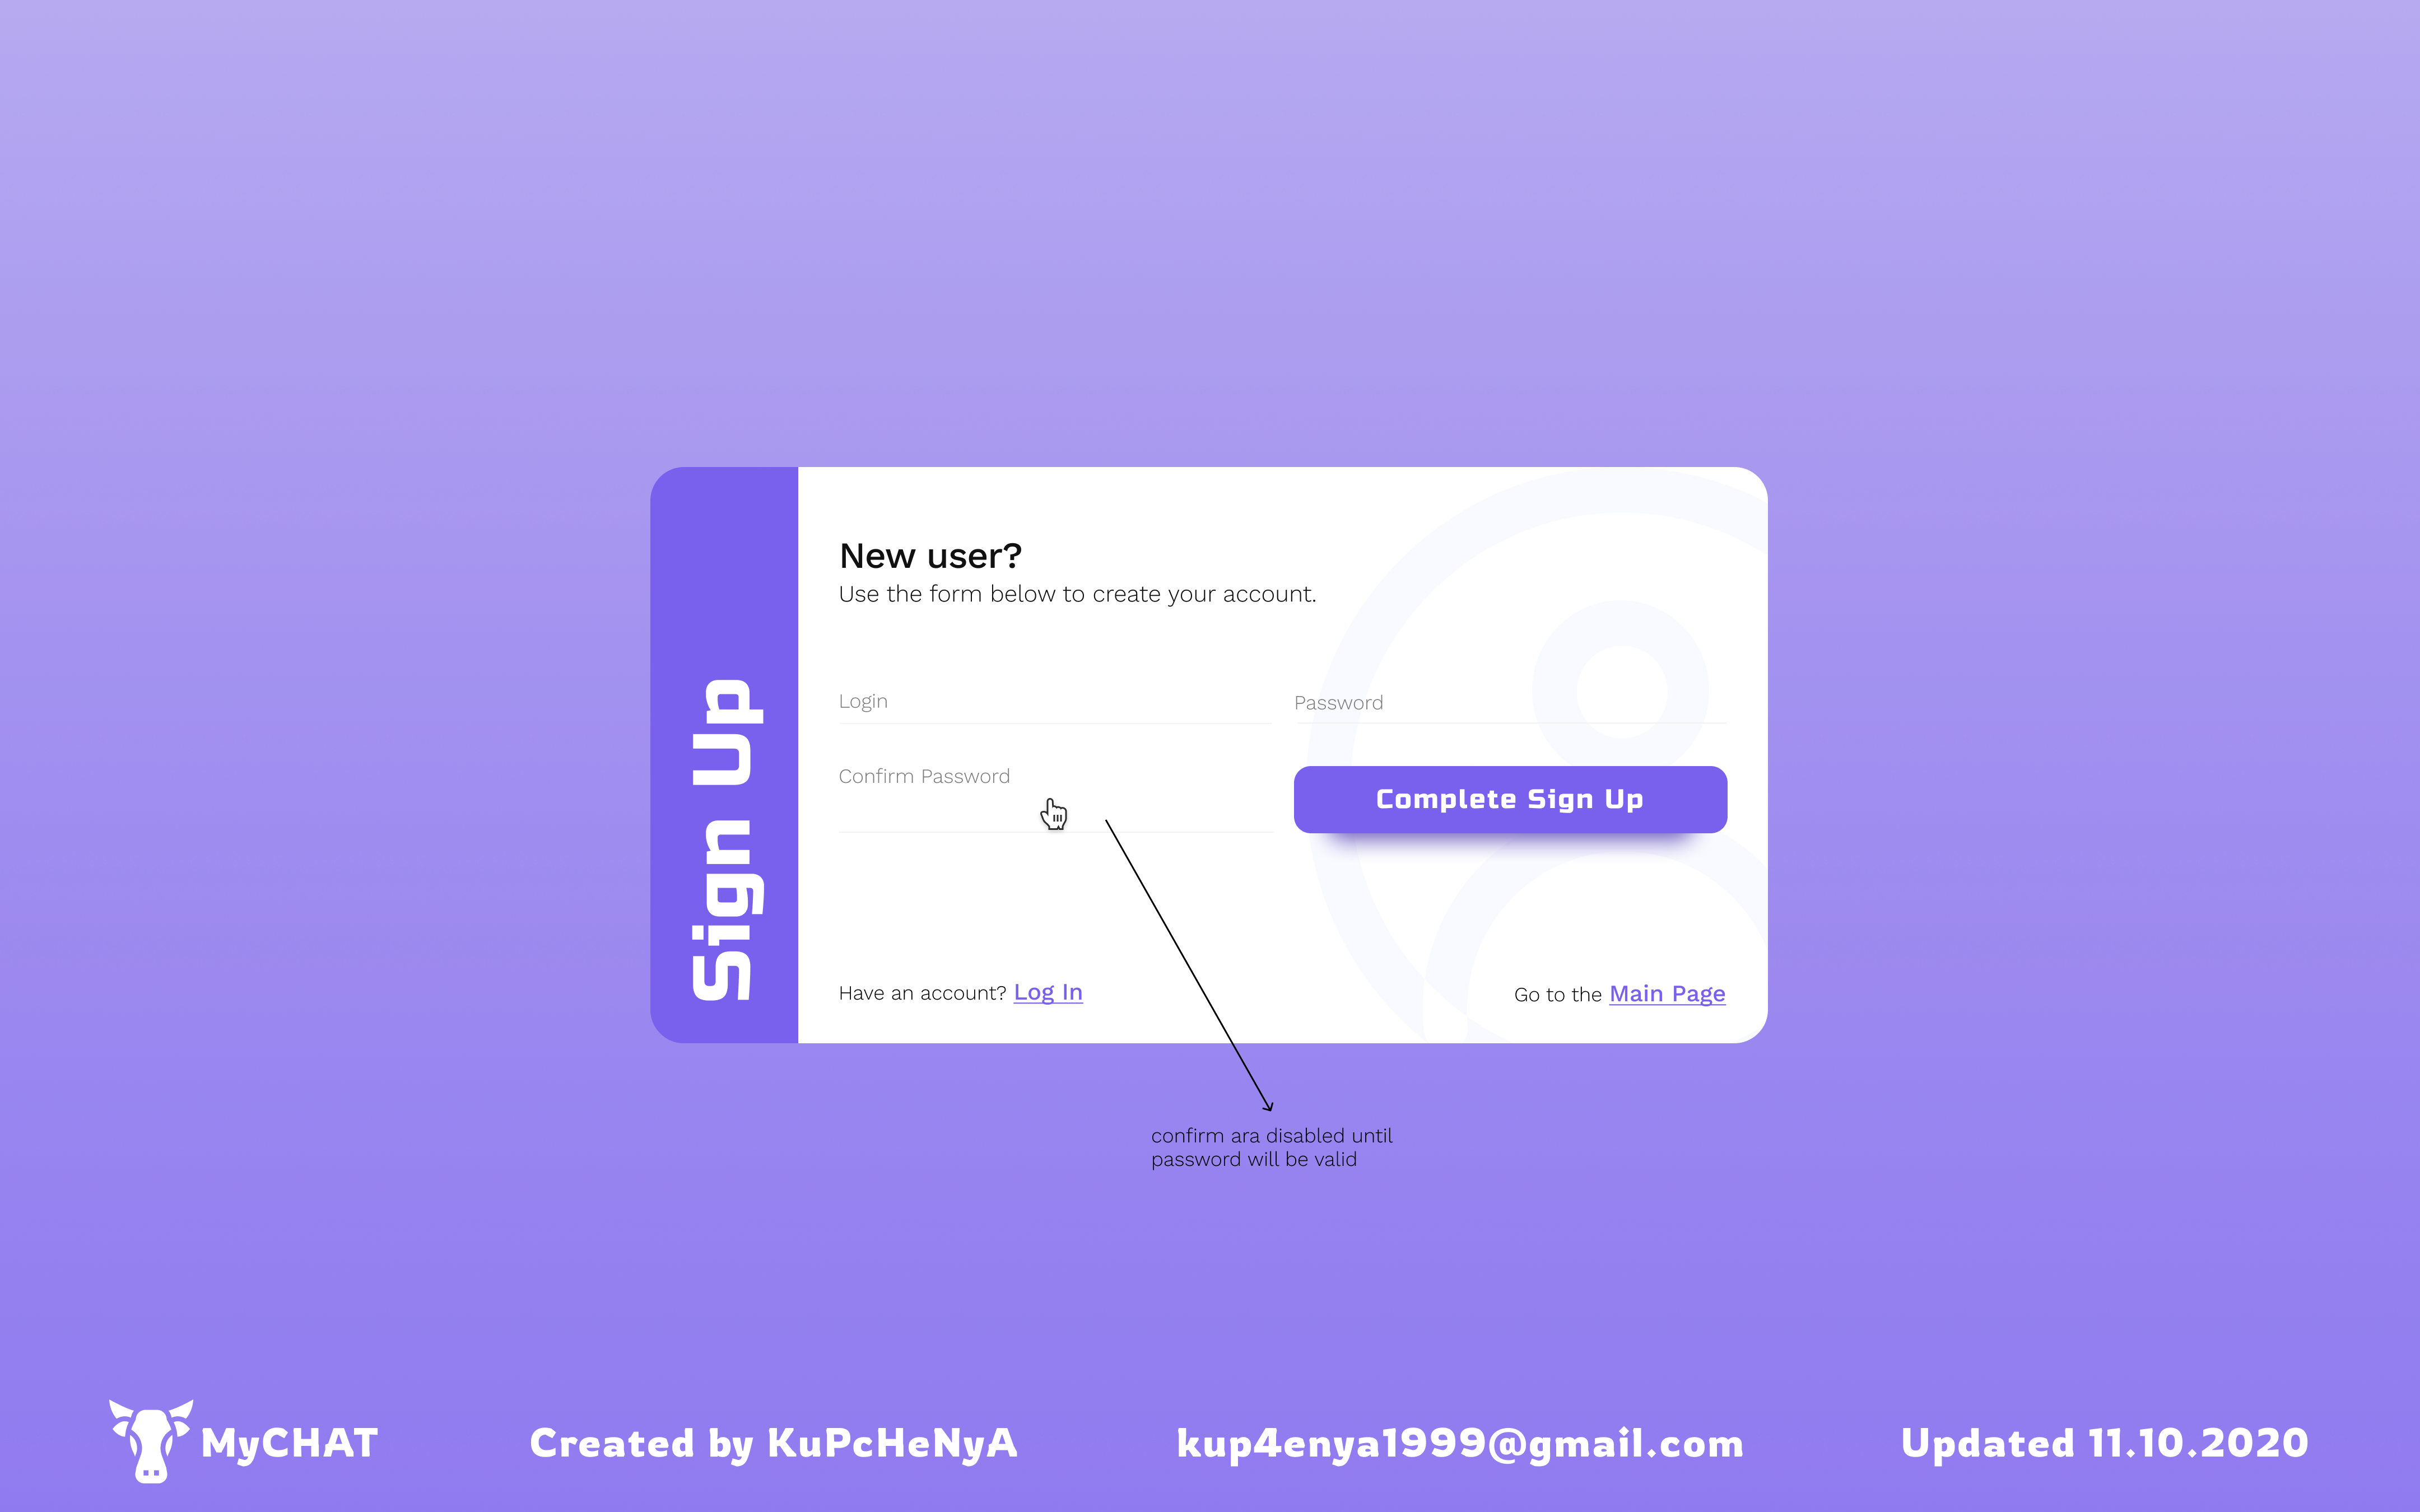 Sign Up
New user?
Use the form below to create your account.
Login
Password
Confirm Password
Complete Sign Up
Have an account? Log In
Go to the Main Page
confirm ara disabled until
password will be valid
MyCHAT
Created by KuPcHeNyA
kup4enya1999@gmail.com
Updated 11.10.2020